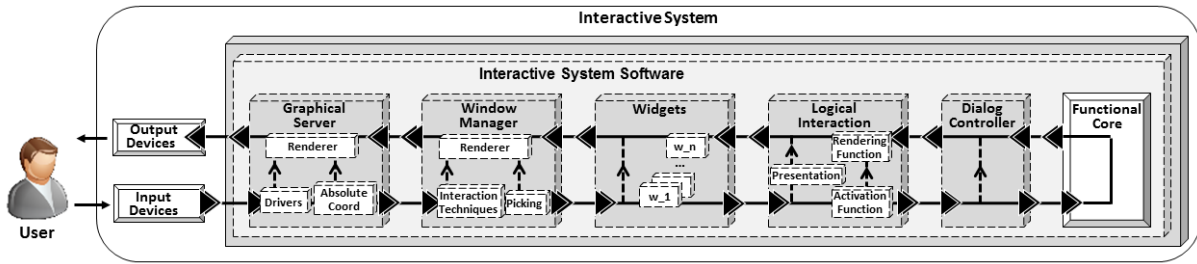 Interactive System
Interactive System Software
Graphical
Server
Window
Manager
Widgets
Logical
Interaction
Dialog
Controller
Functional
Core
Output
Devices
Renderer
Renderer
w_n
Rendering
Function
...
Presentation
Input
Devices
Drivers
Absolute
Coord
Interaction
Techniques
Picking
w_1
Activation
Function
User